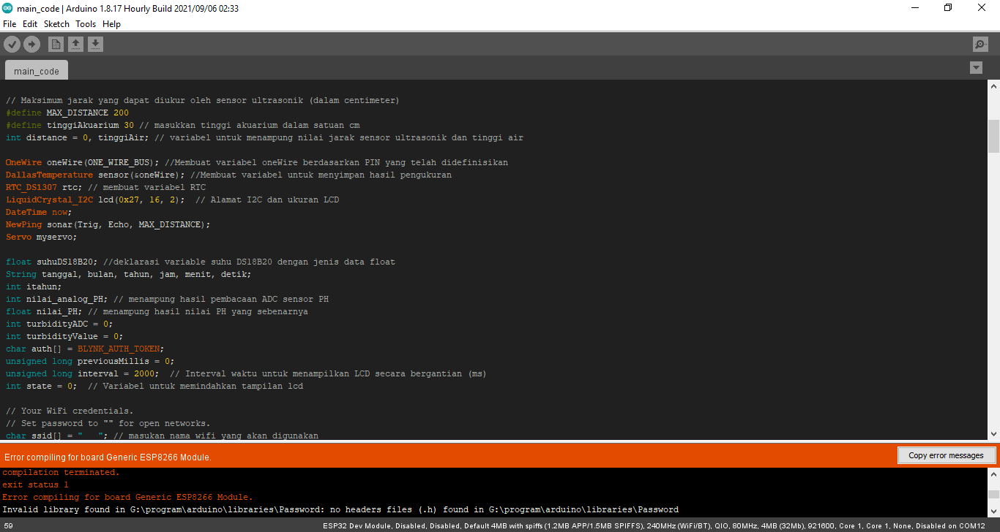 main_code | Arduino 1.8.17 Hourly Build 2021/09/06 02:33
File Edit Sketch Tools Help
main_code
// Maksimum jarak yang dapat diukur oleh sensor ultrasonik (dalam centimeter)
#define MAX_DISTANCE 200
#define tinggiAkuarium 30 // masukkan tinggi akuarium dalam satuan cm
int distance = 0, tinggiAir; // variabel untuk menampung nilai jarak sensor ultrasonik dan tinggi air
OneWire oneWire(ONE_WIRE_BUS); //Membuat variabel oneWire berdasarkan PIN yang telah didefinisikan
DallasTemperature sensor(&oneWire); //Membuat variabel untuk menyimpan hasil pengukuran
RTC_DS1307 rtc; // membuat variabel RTC
LiquidCrystal_I2C lcd(0x27, 16, 2);  // Alamat I2C dan ukuran LCD
DateTime now;
NewPing sonar(Trig, Echo, MAX_DISTANCE);
Servo myservo;
float suhuDS18B20; //deklarasi variable suhu DS18B20 dengan jenis data float
String tanggal, bulan, tahun, jam, menit, detik;
int itahun;
int nilai_analog_PH; // menampung hasil pembacaan ADC sensor PH
float nilai_PH; // menampung hasil nilai PH yang sebenarnya
int turbidityADC = 0;
int turbidityValue = 0;
char auth[] = BLYNK_AUTH_TOKEN;
unsigned long previousMillis = 0;
unsigned long interval = 2000;  // Interval waktu untuk menampilkan LCD secara bergantian (ms)
int state = 0;  // Variabel untuk memindahkan tampilan lcd
// Your WiFi credentials.
// Set password to "" for open networks.
char ssid[] = "   "; // masukan nama wifi yang akan digunakan
Error compiling for board Generic ESP8266 Module.
Copy error messages
compilation terminated.
exit status 1
Error compiling for board Generic ESP8266 Module.
Invalid library found in G:\program\arduino\libraries\Password: no headers files (.h) found in G:\program\arduino\libraries\Password
59
ESP32 Dev Module, Disabled, Disabled, Default 4MB with spiffs (1.2MB APP/1.5MB SPIFFS), 240MHz (WiFi/BT), QIO, 80MHz, 4MB (32Mb), 921600, Core 1, Core 1, None, Disabled on COM12